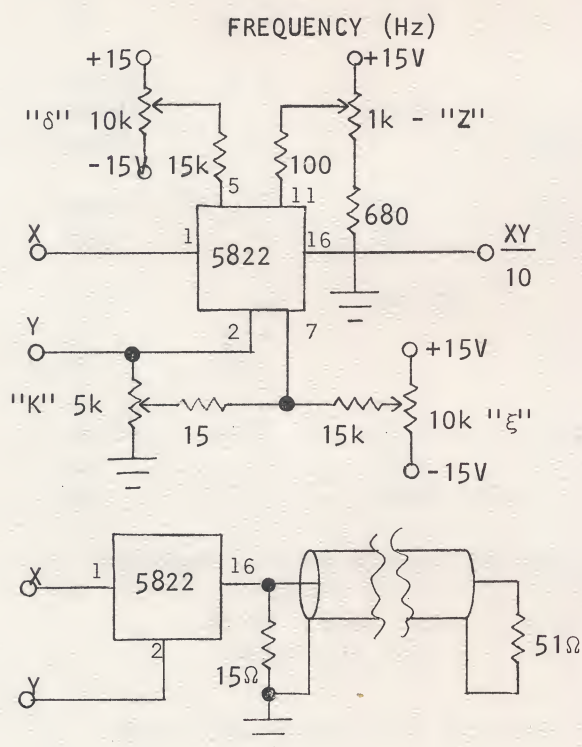 FREQUENCY (Hz)
+15
+15V
"δ" 10k
1k - "Z"
-15V 15k
100
5
11
680
X
1
5822
16
XY
10
Y
2
7
+15V
"K" 5k
15
15k
10k "ξ"
-15V
X
1
5822
16
2
15Ω
51Ω
Y